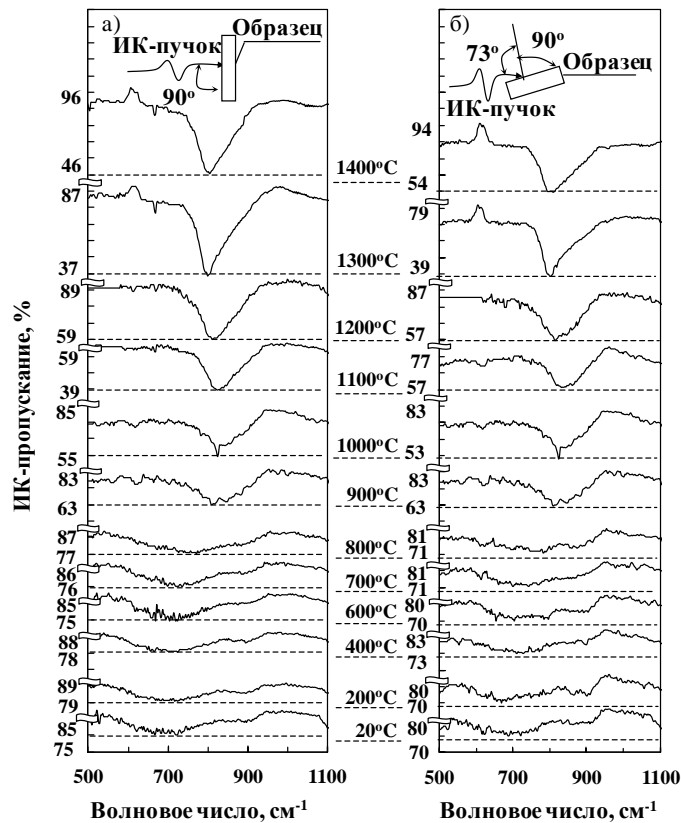 а)
ИК-пучок
Образец
90°
96
46
87
37
89
59
59
39
85
55
83
63
87
77
86
76
85
75
88
78
89
79
85
75
500 700 900 1100
Волновое число, см-1
ИК-пропускание, %
1400°C
1300°C
1200°C
1100°C
1000°C
900°C
800°C
700°C
600°C
400°C
200°C
20°C
б)
73°
90°
Образец
ИК-пучок
94
54
79
39
87
57
77
57
83
53
83
63
81
71
81
71
80
70
83
73
80
70
80
70
500 700 900 1100
Волновое число, см-1